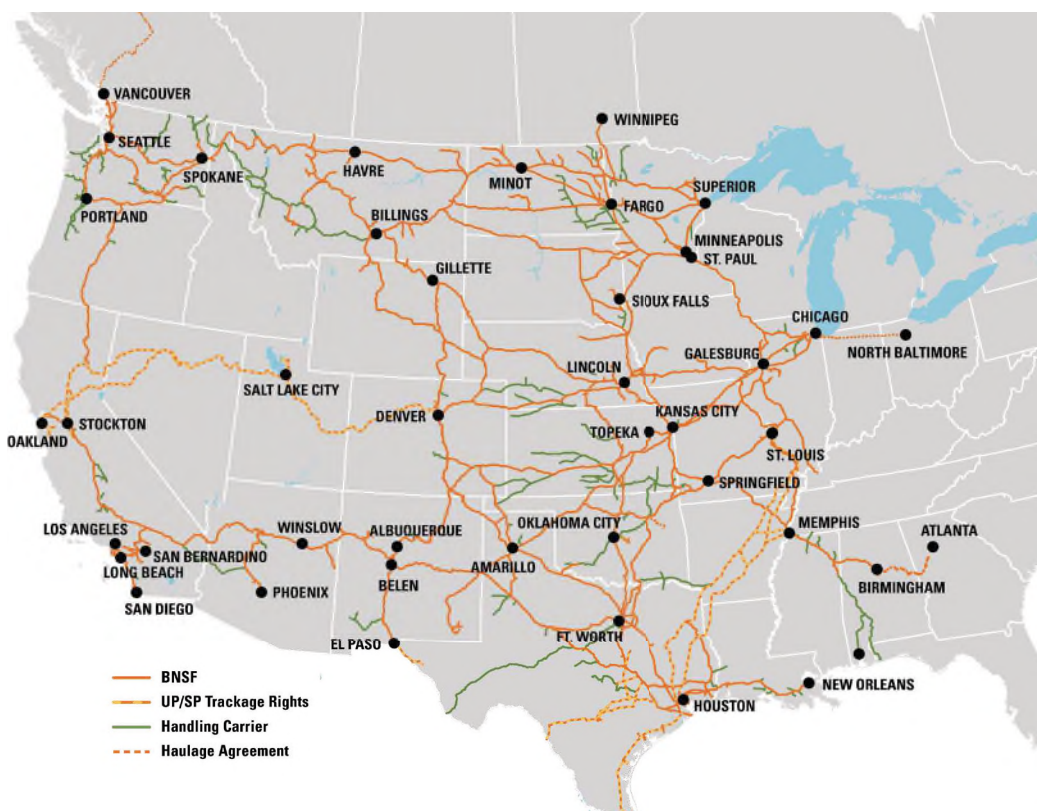 VANCOUVER
WINNIPEG
SEATTLE
HAVRE
SPOKANE
MINOT
SUPERIOR
PORTLAND
BILLINGS
FARGO
MINNEAPOLIS
ST. PAUL
GILLETTE
SIOUX FALLS
CHICAGO
NORTH BALTIMORE
GALESBURG
LINCOLN
SALT LAKE CITY
DENVER
KANSAS CITY
STOCKTON
TOPEKA
OAKLAND
ST. LOUIS
SPRINGFIELD
LOS ANGELES
WINSLOW
ALBUQUERQUE
OKLAHOMA CITY
MEMPHIS
ATLANTA
SAN BERNARDINO
LONG BEACH
AMARILLO
BELEN
BIRMINGHAM
SAN DIEGO
PHOENIX
FT. WORTH
EL PASO
NEW ORLEANS
HOUSTON
BNSF
UP/SP Trackage Rights
Handling Carrier
Haulage Agreement